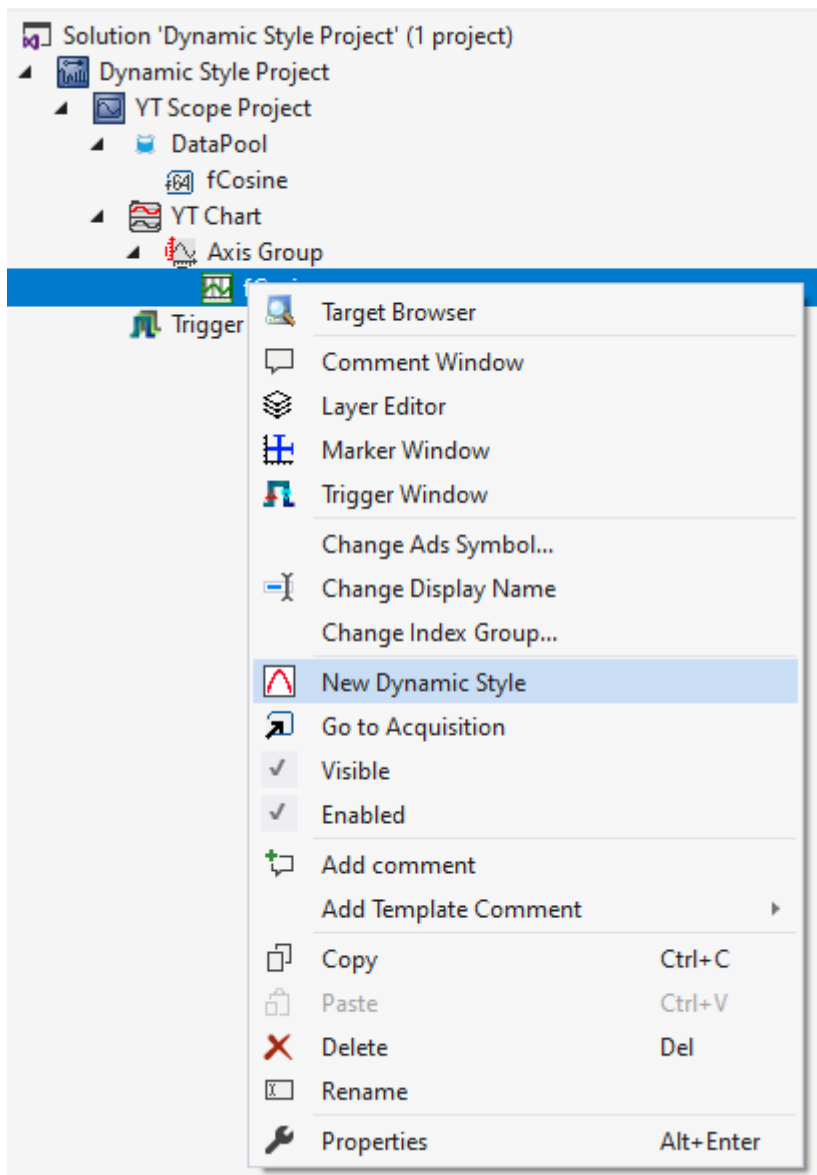 Solution 'Dynamic Style Project' (1 project)
Dynamic Style Project
YT Scope Project
DataPool
f64 fCosine
YT Chart
Axis Group
Trigger
Target Browser
Comment Window
Layer Editor
Marker Window
Trigger Window
Change Ads Symbol...
Change Display Name
Change Index Group...
New Dynamic Style
Go to Acquisition
Visible
Enabled
Add comment
Add Template Comment
Copy Ctrl+C
Paste Ctrl+V
Delete Del
Rename
Properties Alt+Enter